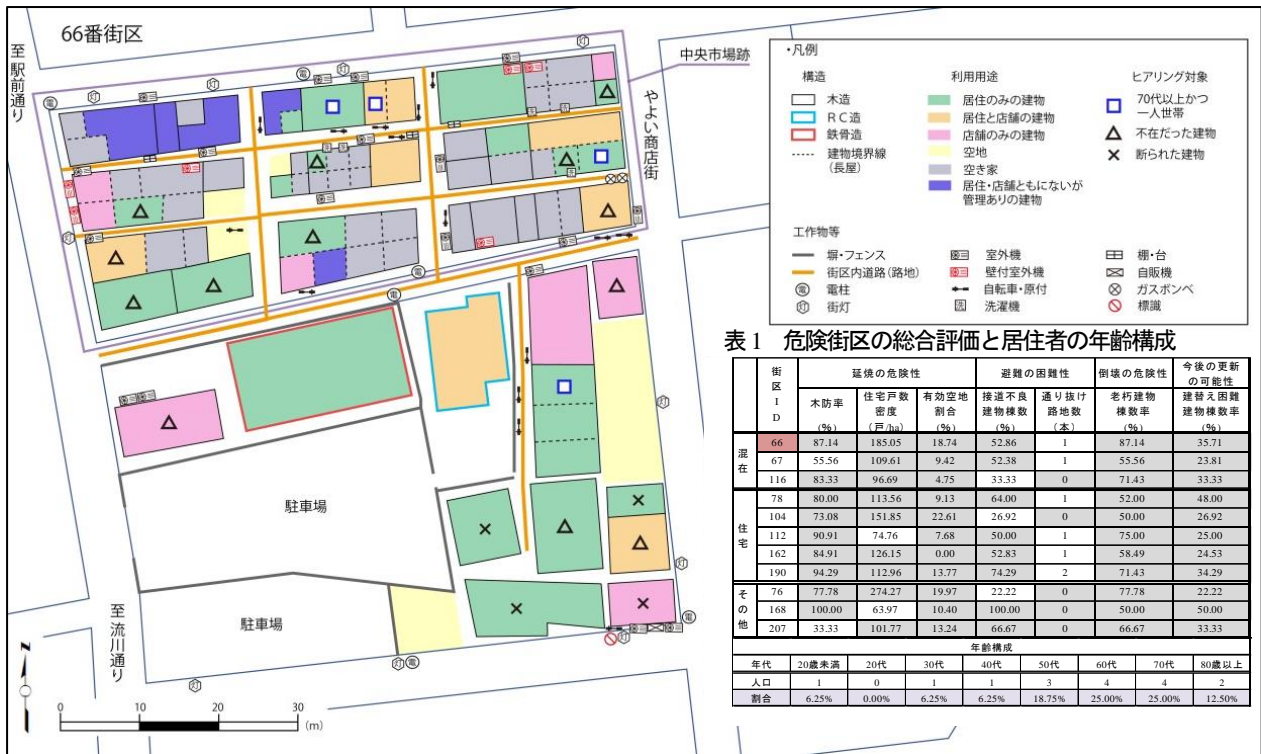 66番街区
至 駅前通り
中央市場跡
やよい商店街
・凡例
構造
木造
RC造
鉄骨造
建物境界線
(長屋)
利用用途
居住のみの建物
居住と店舗の建物
店舗のみの建物
空地
空き家
居住・店舗ともにないが
管理ありの建物
ヒアリング対象
70代以上かつ
一人世帯
不在だった建物
断られた建物
工作物等
塀・フェンス
街区内道路(路地)
電 電柱
灯 街灯
室外機
壁付室外機
自転車・原付
洗 洗濯機
棚・台
自販機
ガスボンベ
標識
駐車場
駐車場
至 流川通り
N
0 10 20 30
(m)
表1 危険街区の総合評価と居住者の年齢構成
街区ID 延焼の危険性 避難の困難性 倒壊の危険性 今後の更新の可能性
木防率(%) 住宅戸数密度(戸/ha) 有効空地割合(%) 接道不良建物棟数(%) 通り抜け路地数(本) 老朽建物棟数率(%) 建替え困難建物棟数率(%)
混在
66 87.14 185.05 18.74 52.86 1 87.14 35.71
67 55.56 109.61 9.42 52.38 1 55.56 23.81
116 83.33 96.69 4.75 33.33 0 71.43 33.33
住宅
78 80.00 113.56 9.13 64.00 1 52.00 48.00
104 73.08 151.85 22.61 26.92 0 50.00 26.92
112 90.91 74.76 7.68 50.00 1 75.00 25.00
162 84.91 126.15 0.00 52.83 1 58.49 24.53
190 94.29 112.96 13.77 74.29 2 71.43 34.29
その他
76 77.78 274.27 19.97 22.22 0 77.78 22.22
168 100.00 63.97 10.40 100.00 0 50.00 50.00
207 33.33 101.77 13.24 66.67 0 66.67 33.33
年齢構成
年代 20歳未満 20代 30代 40代 50代 60代 70代 80歳以上
人口 1 0 1 1 3 4 4 2
割合 6.25% 0.00% 6.25% 6.25% 18.75% 25.00% 25.00% 12.50%